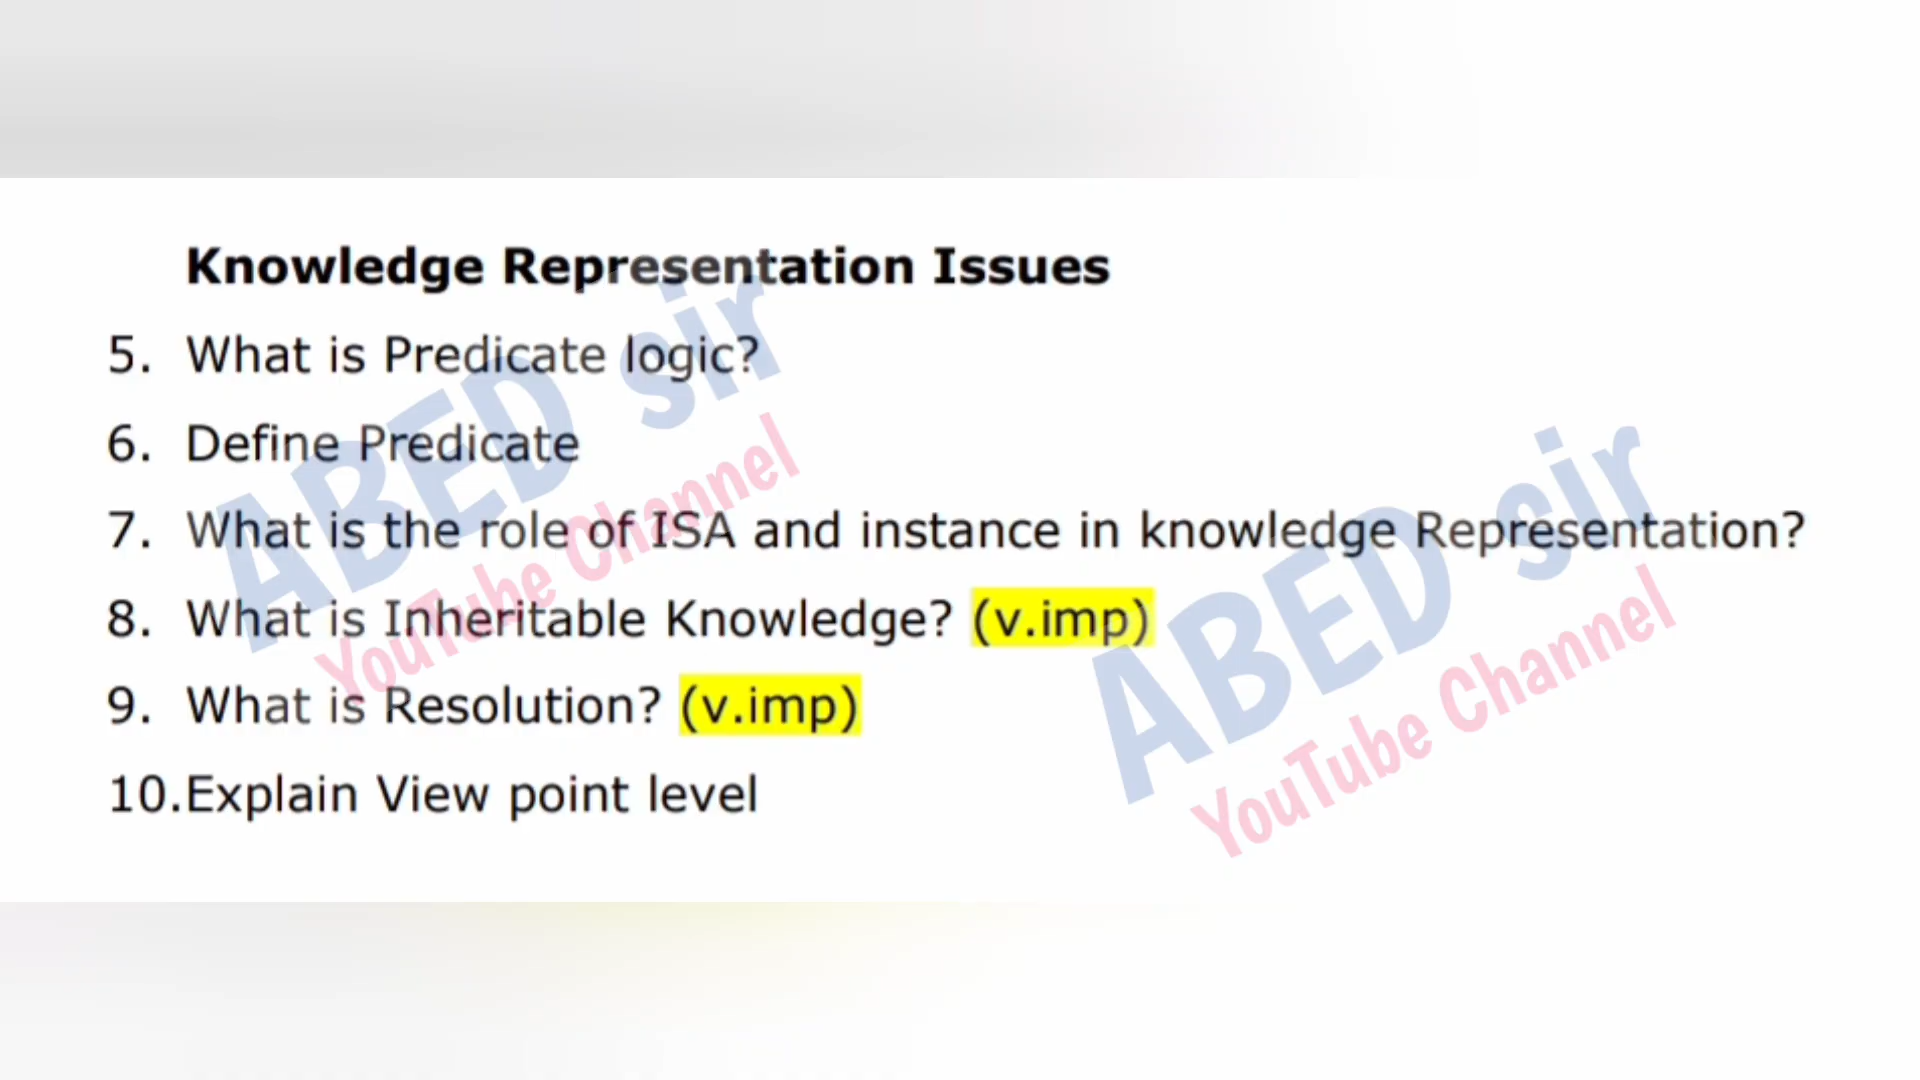 Knowledge Representation Issues
5. What is Predicate logic?
6. Define Predicate
7. What is the role of ISA and instance in knowledge Representation?
8. What is Inheritable Knowledge? (v.imp)
9. What is Resolution? (v.imp)
10.Explain View point level
ABED sir
YouTube Channel
ABED sir
YouTube Channel